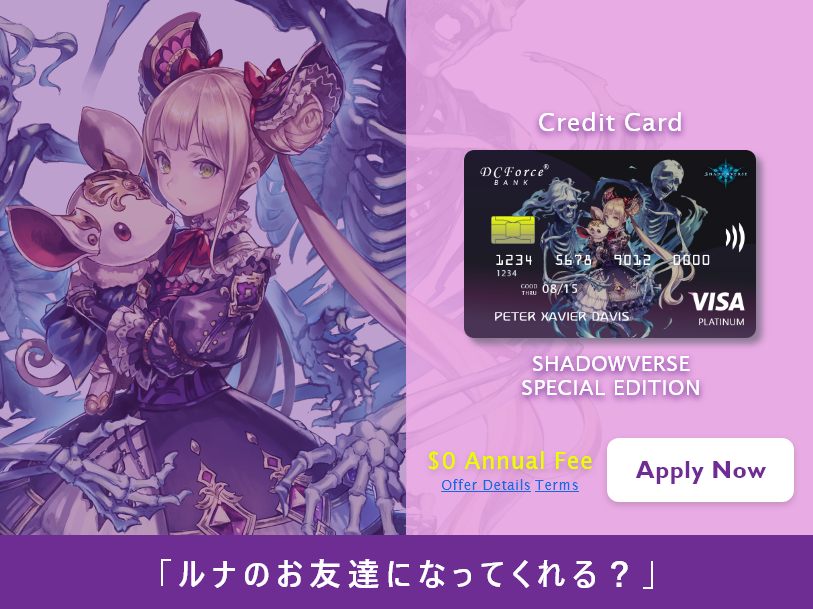 Credit Card
DCForce®
BANK
SHADOWVERSE
1234 5678 9012 0000
1234
GOOD
THRU 08/15
PETER XAVIER DAVIS
VISA
PLATINUM
SHADOWVERSE
SPECIAL EDITION
$0 Annual Fee
Offer Details Terms
Apply Now
「ルナのお友達になってくれる？」